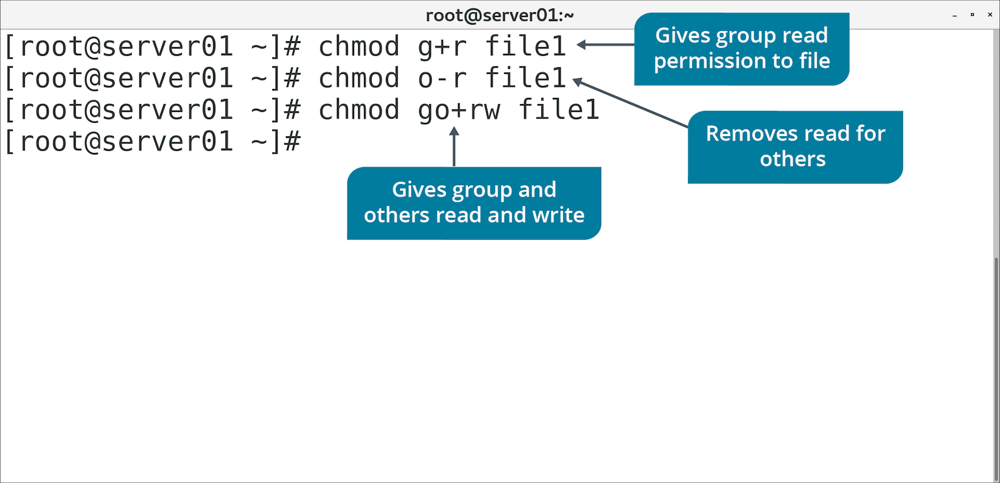 root@server01:~
[root@server01 ~]# chmod g+r file1
[root@server01 ~]# chmod o-r file1
[root@server01 ~]# chmod go+rw file1
[root@server01 ~]#
Gives group read
permission to file
Removes read for
others
Gives group and
others read and write